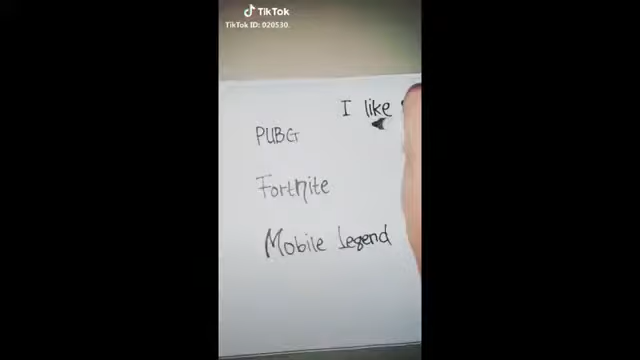 TikTok
TikTok ID: 020530.
I like
PUBG
Fortnite
Mobile Legend